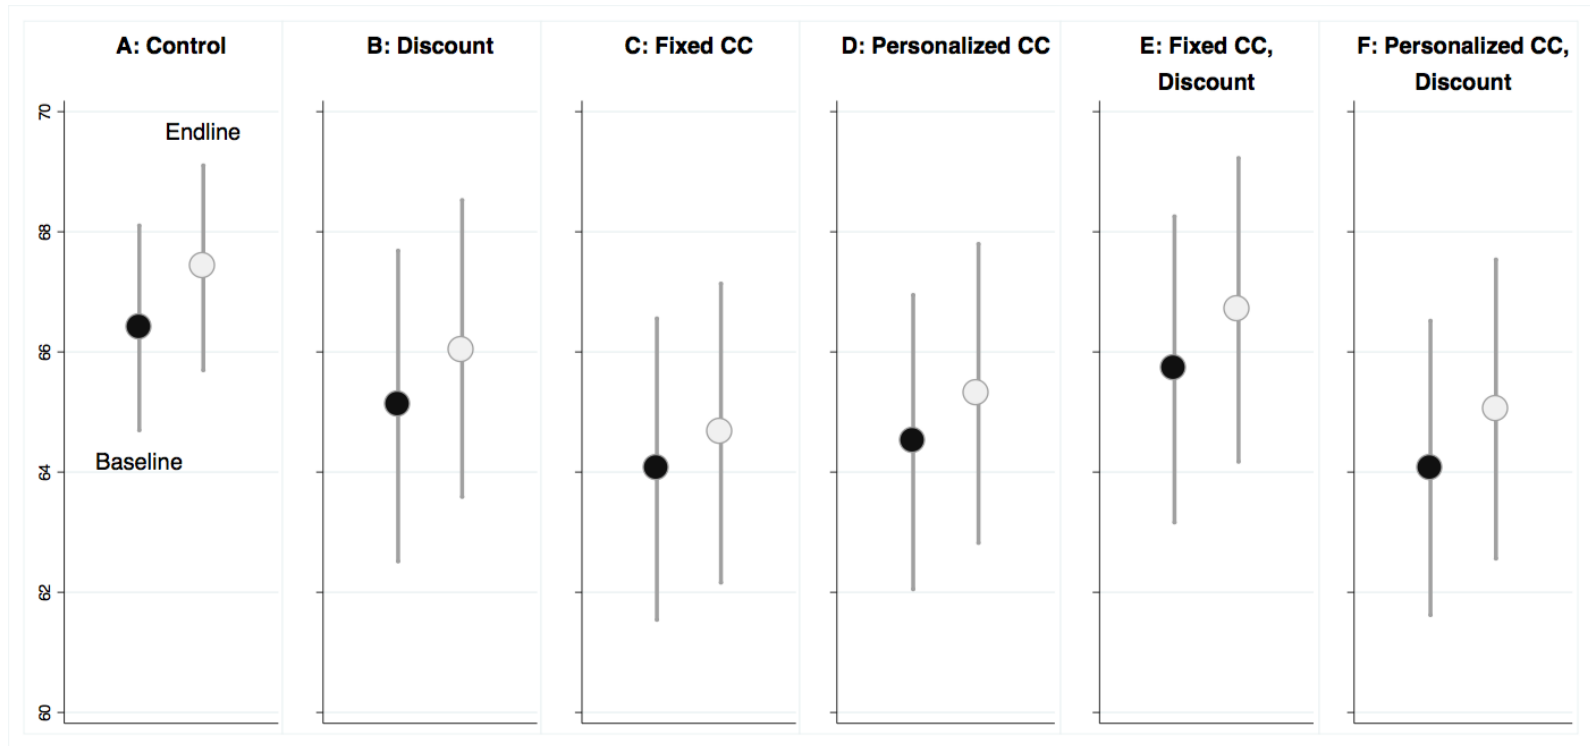 A: Control
B: Discount
C: Fixed CC
D: Personalized CC
E: Fixed CC,
Discount
F: Personalized CC,
Discount
70
68
66
64
62
60
Endline
Baseline